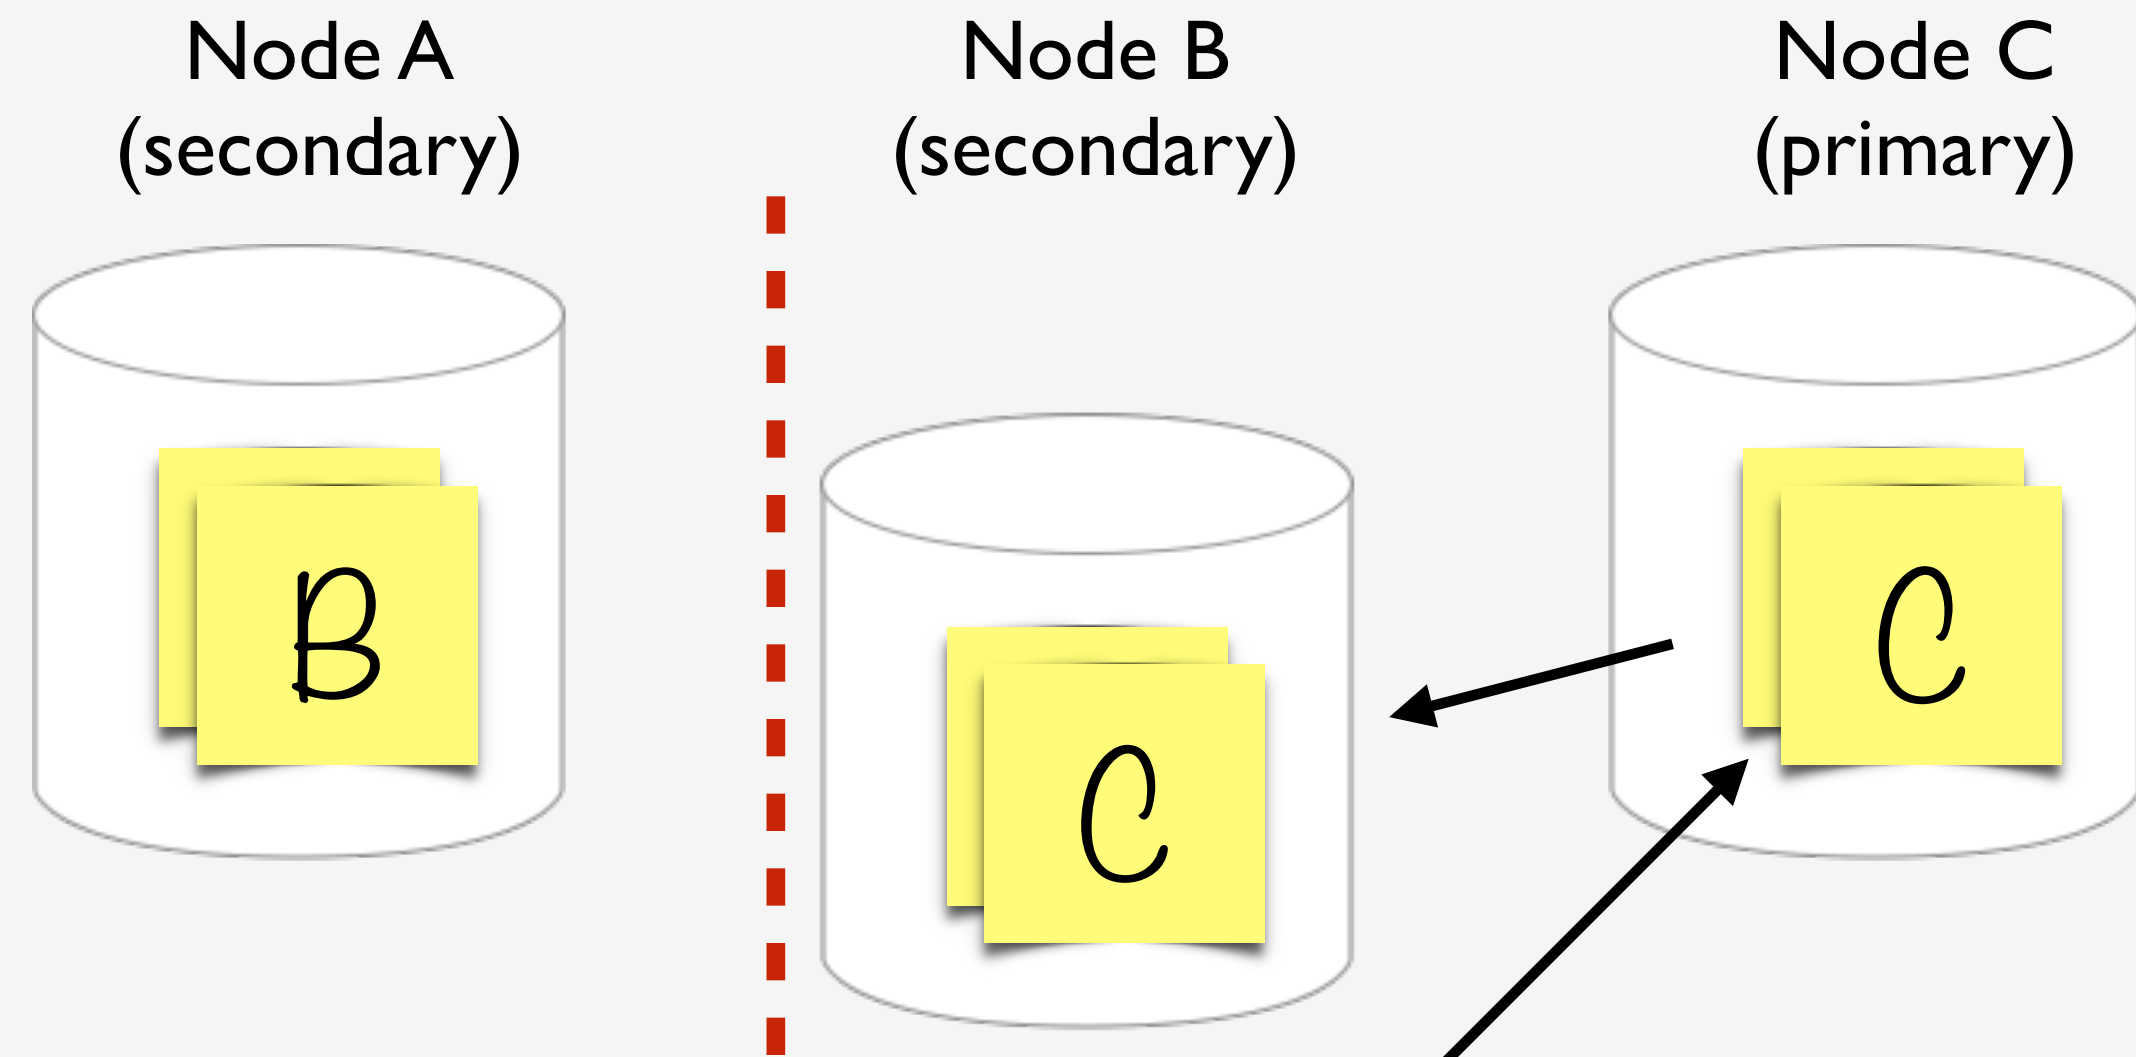 Node A
(secondary)
Node B
(secondary)
Node C
(primary)
B
C
C